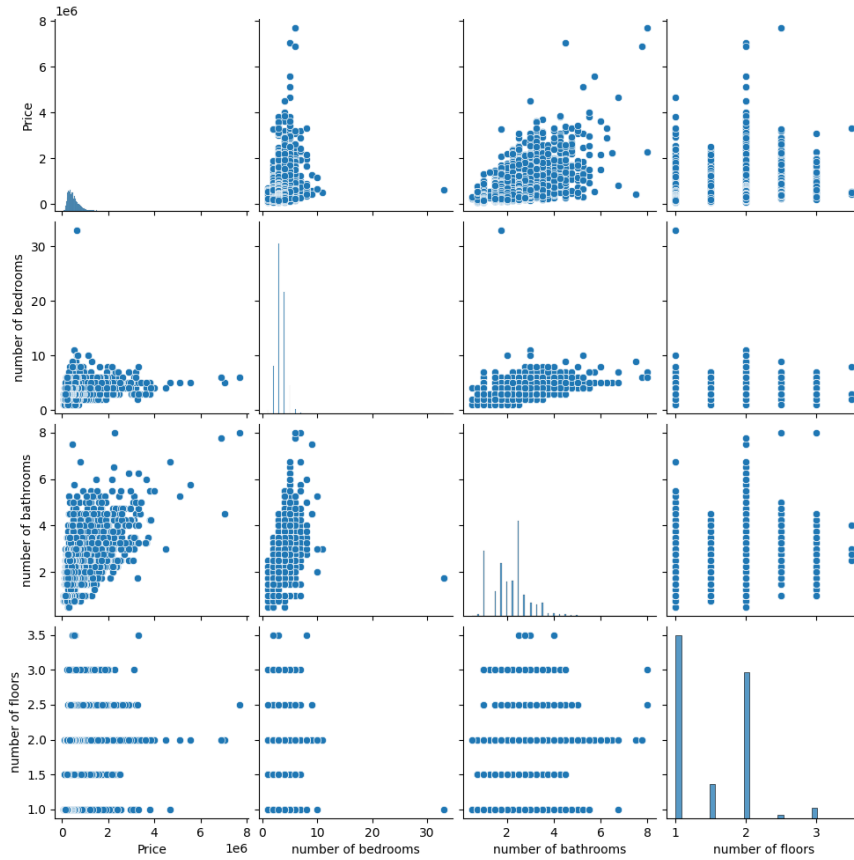 1e6
8
6
4
2
0
Price
30
20
10
0
number of bedrooms
8
6
4
2
number of bathrooms
3.5
3.0
2.5
2.0
1.5
1.0
number of floors
0 2 4 6 8
1e6
Price
0 10 20 30
number of bedrooms
2 4 6 8
number of bathrooms
1 2 3
number of floors